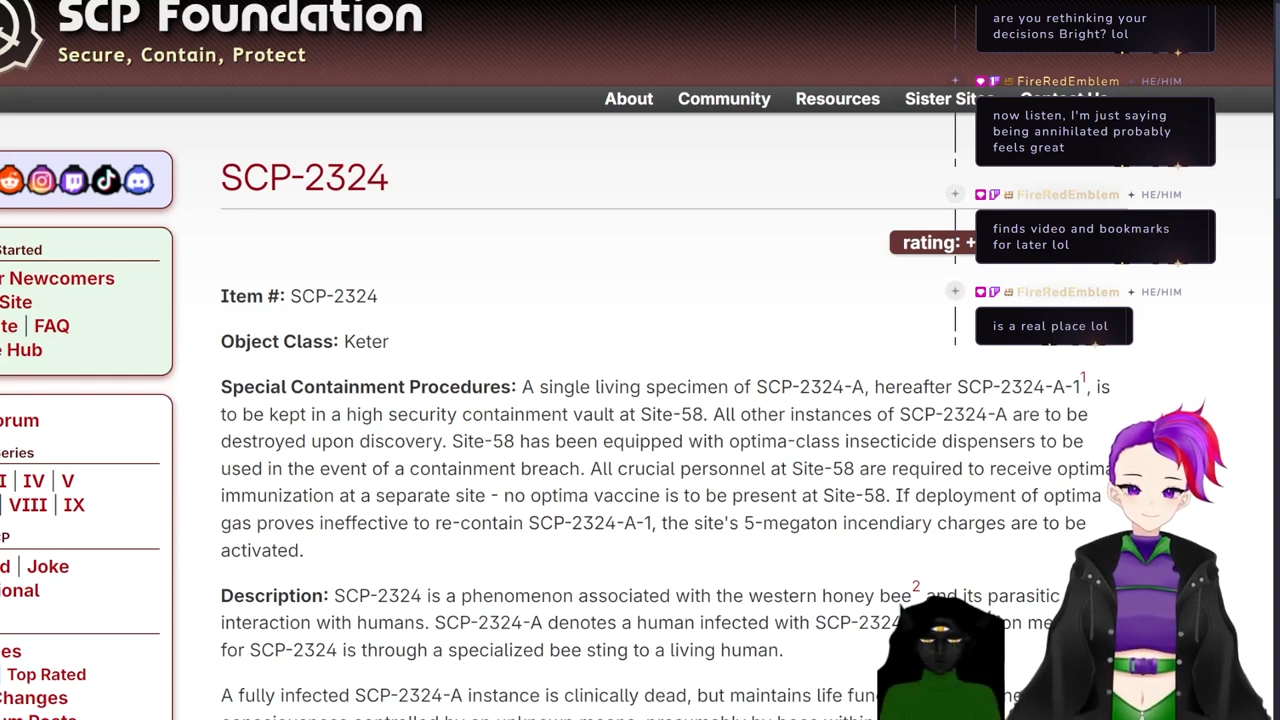 SCP Foundation
Secure, Contain, Protect
About Community Resources Sister Sit
Started
r Newcomers
Site
te | FAQ
e Hub
orum
Series
I | IV | V
VIII | IX
CP
d | Joke
ional
es
Top Rated
Changes
SCP-2324
rating: +
Item #: SCP-2324
Object Class: Keter
Special Containment Procedures: A single living specimen of SCP-2324-A, hereafter SCP-2324-A-1¹, is
to be kept in a high security containment vault at Site-58. All other instances of SCP-2324-A are to be
destroyed upon discovery. Site-58 has been equipped with optima-class insecticide dispensers to be
used in the event of a containment breach. All crucial personnel at Site-58 are required to receive optima
immunization at a separate site - no optima vaccine is to be present at Site-58. If deployment of optima
gas proves ineffective to re-contain SCP-2324-A-1, the site's 5-megaton incendiary charges are to be
activated.
Description: SCP-2324 is a phenomenon associated with the western honey bee² and its parasitic
interaction with humans. SCP-2324-A denotes a human infected with SCP-2324
for SCP-2324 is through a specialized bee sting to a living human.
A fully infected SCP-2324-A instance is clinically dead, but maintains life
are you rethinking your
decisions Bright? lol
FireRedEmblem HE/HIM
now listen, I'm just saying
being annihilated probably
feels great
FireRedEmblem HE/HIM
finds video and bookmarks
for later lol
FireRedEmblem HE/HIM
is a real place lol